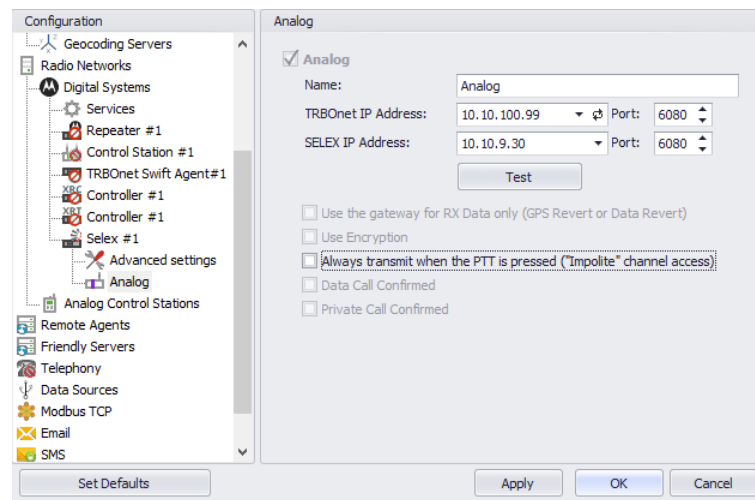 Configuration
Geocoding Servers
Radio Networks
Digital Systems
Services
Repeater #1
Control Station #1
TRBOnet Swift Agent#1
XRC Controller #1
XRT Controller #1
Selex #1
Advanced settings
Analog
Analog Control Stations
Remote Agents
Friendly Servers
Telephony
Data Sources
Modbus TCP
Email
SMS
Set Defaults
Analog
Analog
Name: Analog
TRBOnet IP Address: 10.10.100.99 Port: 6080
SELEX IP Address: 10.10.9.30 Port: 6080
Test
Use the gateway for RX Data only (GPS Revert or Data Revert)
Use Encryption
Always transmit when the PTT is pressed ("Impolite" channel access)
Data Call Confirmed
Private Call Confirmed
Apply OK Cancel